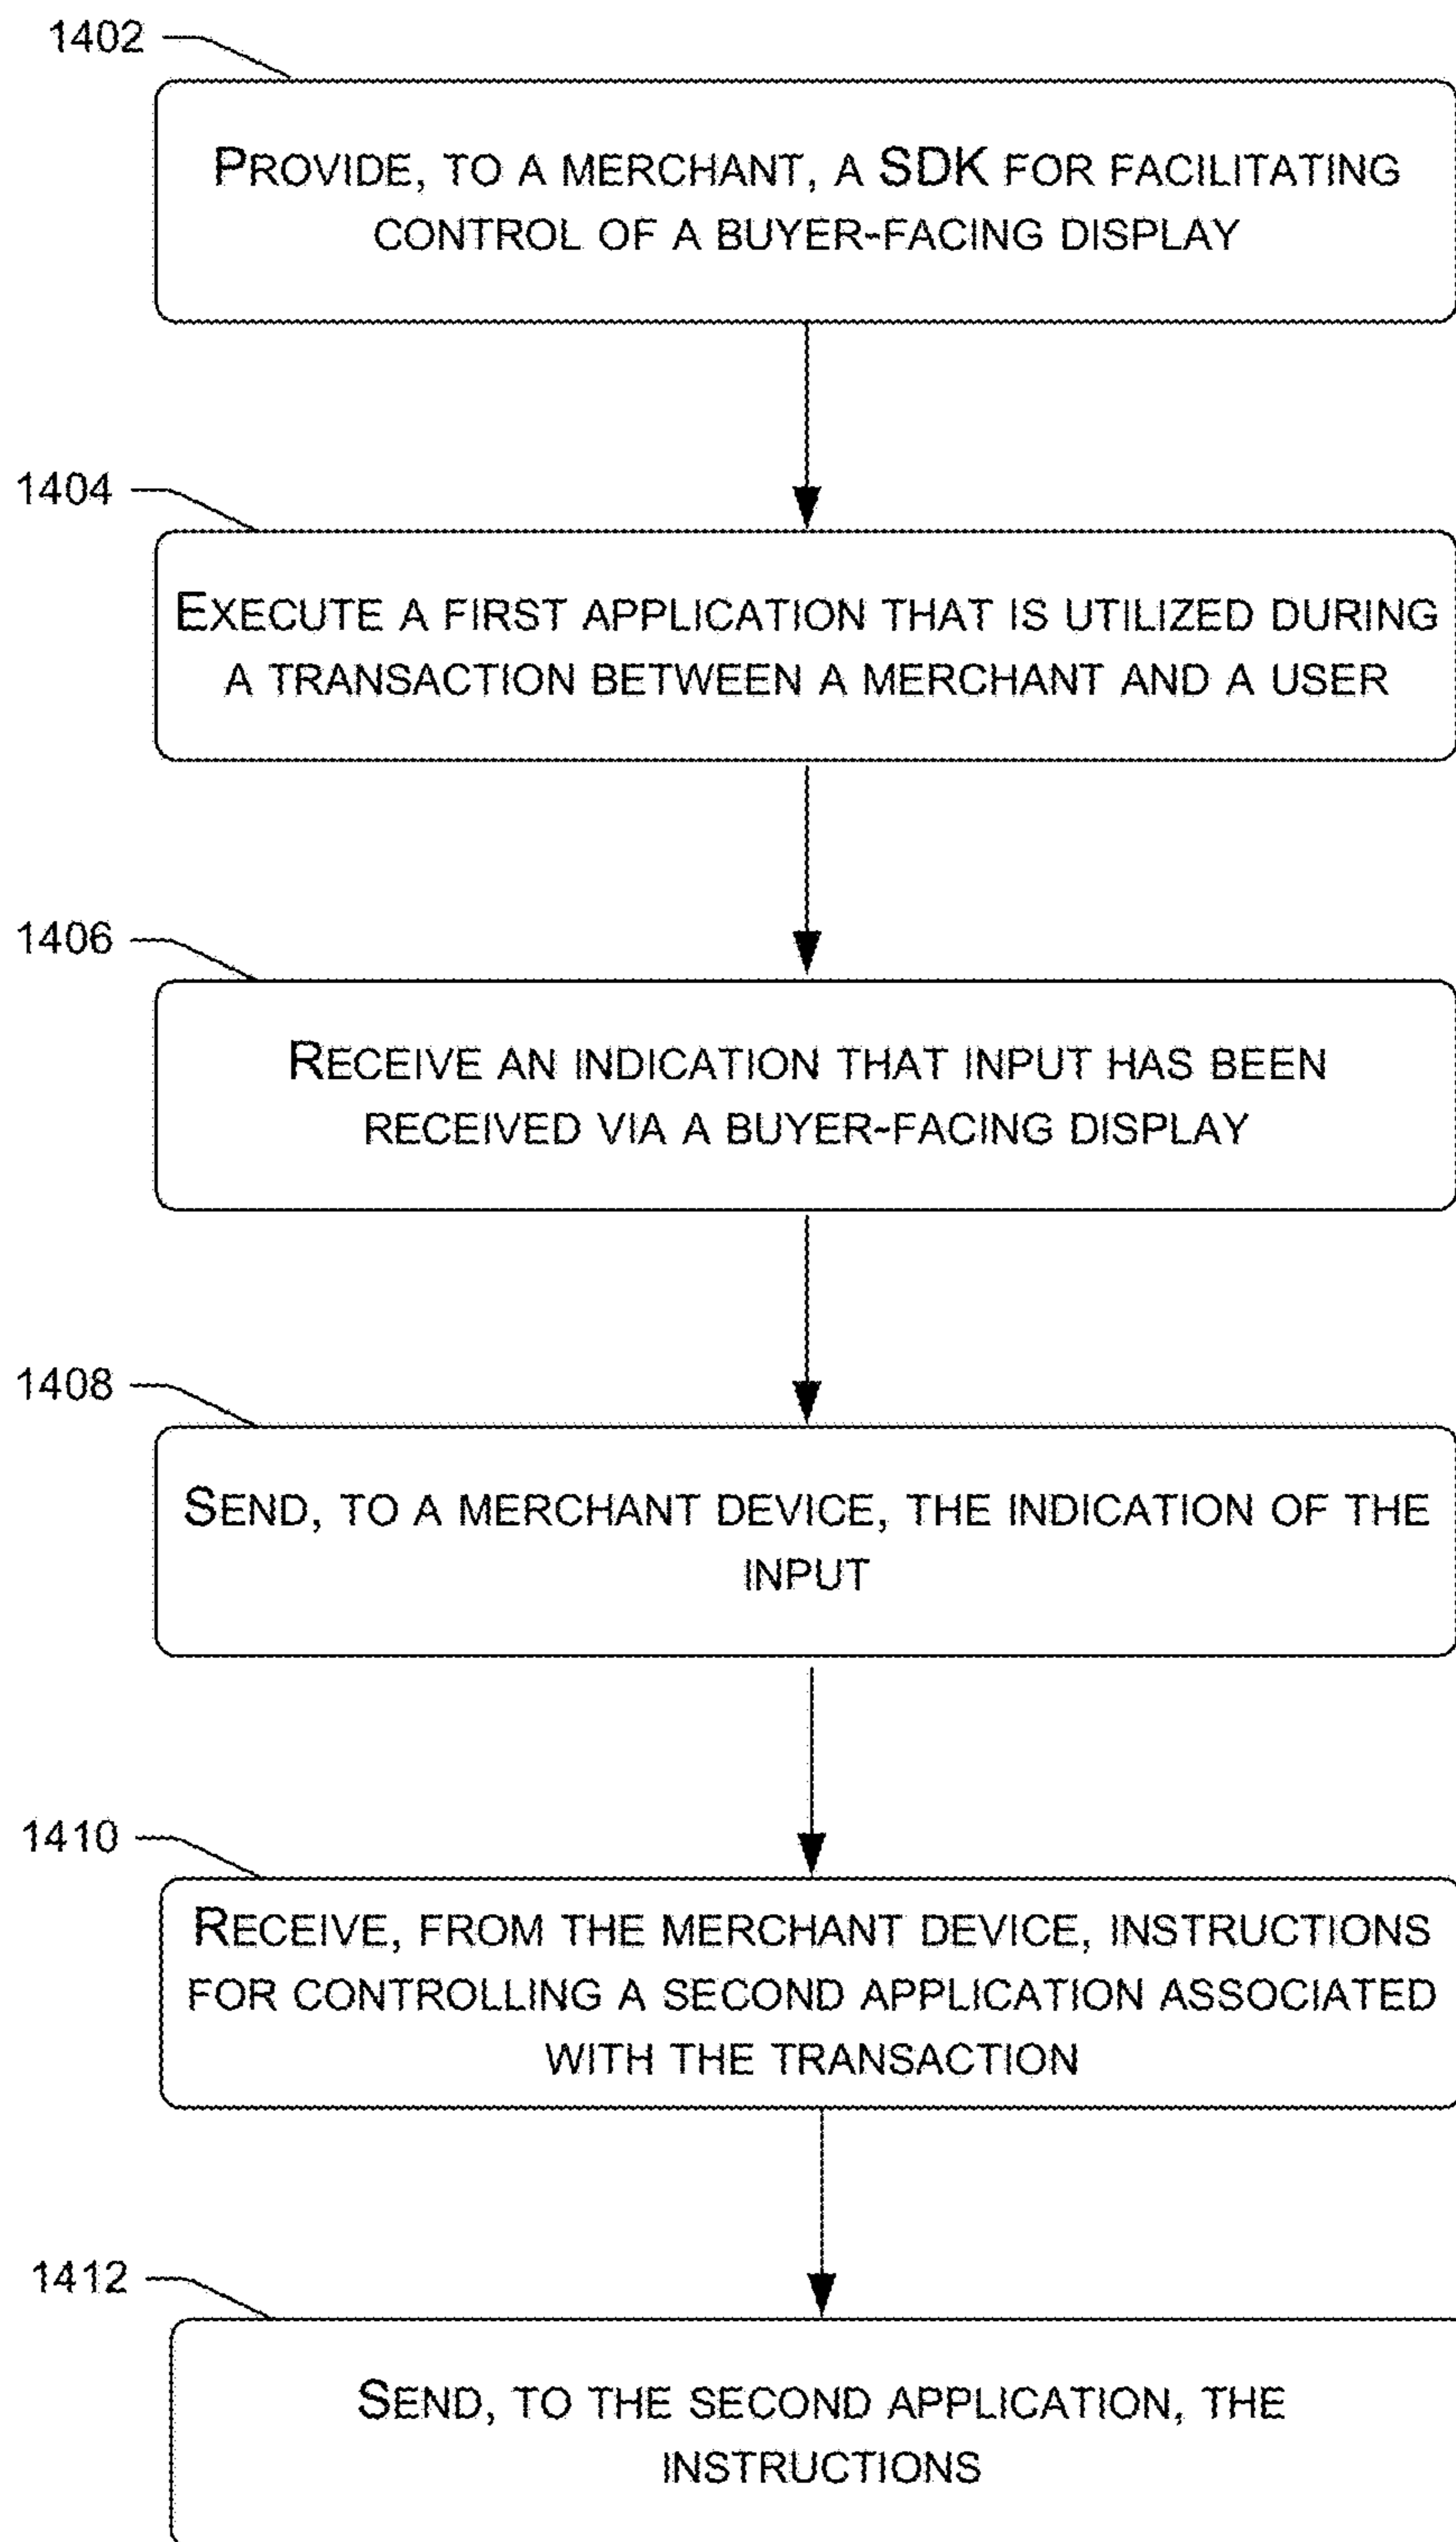 1402
PROVIDE, TO A MERCHANT, A SDK FOR FACILITATING
CONTROL OF A BUYER-FACING DISPLAY
1404
EXECUTE A FIRST APPLICATION THAT IS UTILIZED DURING
A TRANSACTION BETWEEN A MERCHANT AND A USER
1406
RECEIVE AN INDICATION THAT INPUT HAS BEEN
RECEIVED VIA A BUYER-FACING DISPLAY
1408
SEND, TO A MERCHANT DEVICE, THE INDICATION OF THE
INPUT
1410
RECEIVE, FROM THE MERCHANT DEVICE, INSTRUCTIONS
FOR CONTROLLING A SECOND APPLICATION ASSOCIATED
WITH THE TRANSACTION
1412
SEND, TO THE SECOND APPLICATION, THE
INSTRUCTIONS